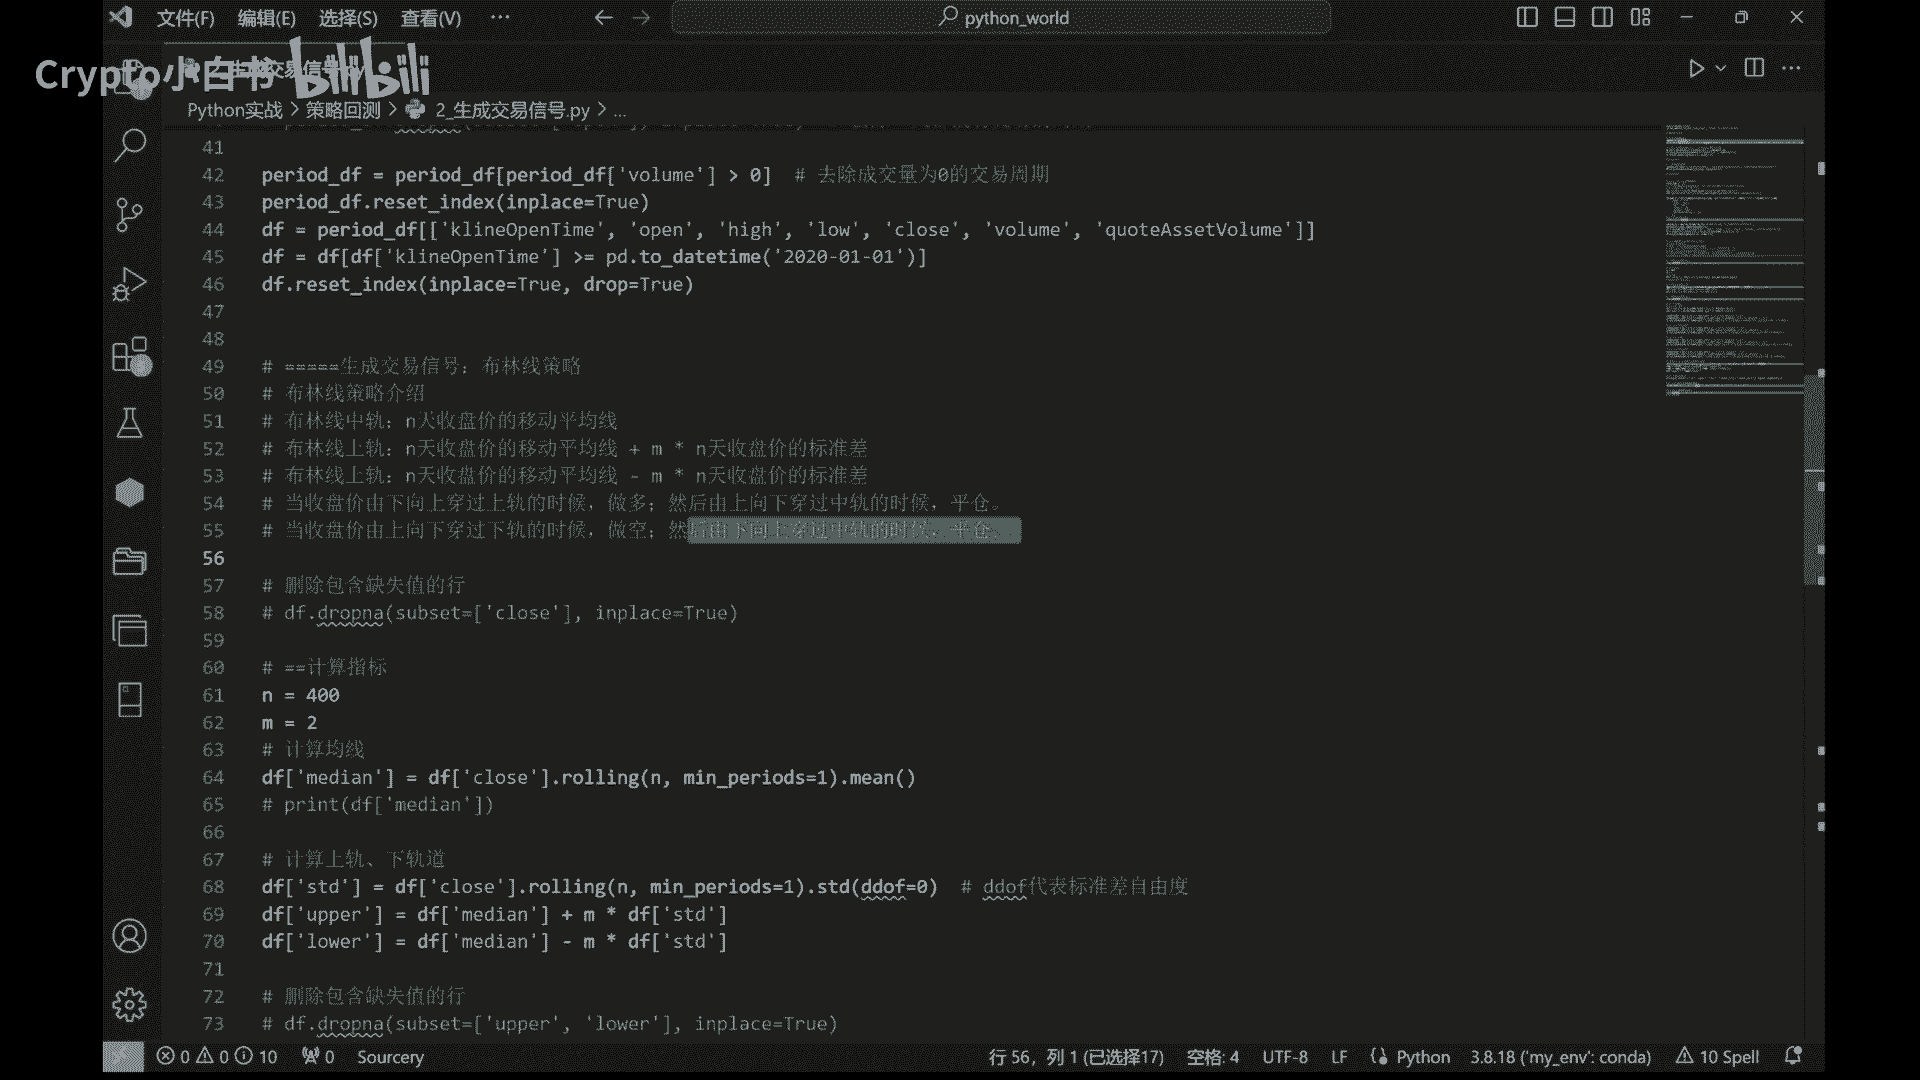 文件(F) 编辑(E) 选择(S) 查看(V) ··· python_world
Crypto小白书 bilibili
Python实战 > 策略回测 > 2_生成交易信号.py > ...
41
42 period_df = period_df[period_df['volume'] > 0]  # 去除成交量为0的交易周期
43 period_df.reset_index(inplace=True)
44 df = period_df[['klineOpenTime', 'open', 'high', 'low', 'close', 'volume', 'quoteAssetVolume']]
45 df = df[df['klineOpenTime'] >= pd.to_datetime('2020-01-01')]
46 df.reset_index(inplace=True, drop=True)
47
48
49 # =====生成交易信号：布林线策略
50 # 布林线策略介绍
51 # 布林线中轨：n天收盘价的移动平均线
52 # 布林线上轨：n天收盘价的移动平均线 + m * n天收盘价的标准差
53 # 布林线上轨：n天收盘价的移动平均线 - m * n天收盘价的标准差
54 # 当收盘价由下向上穿过上轨的时候，做多；然后由上向下穿过中轨的时候，平仓。
55 # 当收盘价由上向下穿过下轨的时候，做空；然后由下向上穿过中轨的时候，平仓。
56
57 # 删除包含缺失值的行
58 # df.dropna(subset=['close'], inplace=True)
59
60 # ==计算指标
61 n = 400
62 m = 2
63 # 计算均线
64 df['median'] = df['close'].rolling(n, min_periods=1).mean()
65 # print(df['median'])
66
67 # 计算上轨、下轨道
68 df['std'] = df['close'].rolling(n, min_periods=1).std(ddof=0)  # ddof代表标准差自由度
69 df['upper'] = df['median'] + m * df['std']
70 df['lower'] = df['median'] - m * df['std']
71
72 # 删除包含缺失值的行
73 # df.dropna(subset=['upper', 'lower'], inplace=True)
0 0 10 0 Sourcery 行 56，列 1 (已选择17) 空格: 4 UTF-8 LF Python 3.8.18 ('my_env': conda) 10 Spell